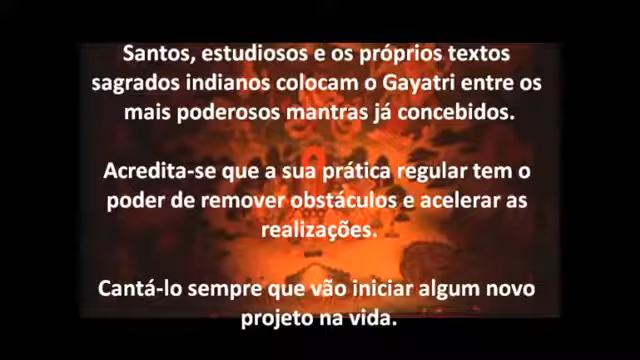 Santos, estudiosos e os próprios textos
sagrados indianos colocam o Gayatri entre os
mais poderosos mantras já concebidos.
Acredita-se que a sua prática regular tem o
poder de remover obstáculos e acelerar as
realizações.
Cantá-lo sempre que vão iniciar algum novo
projeto na vida.